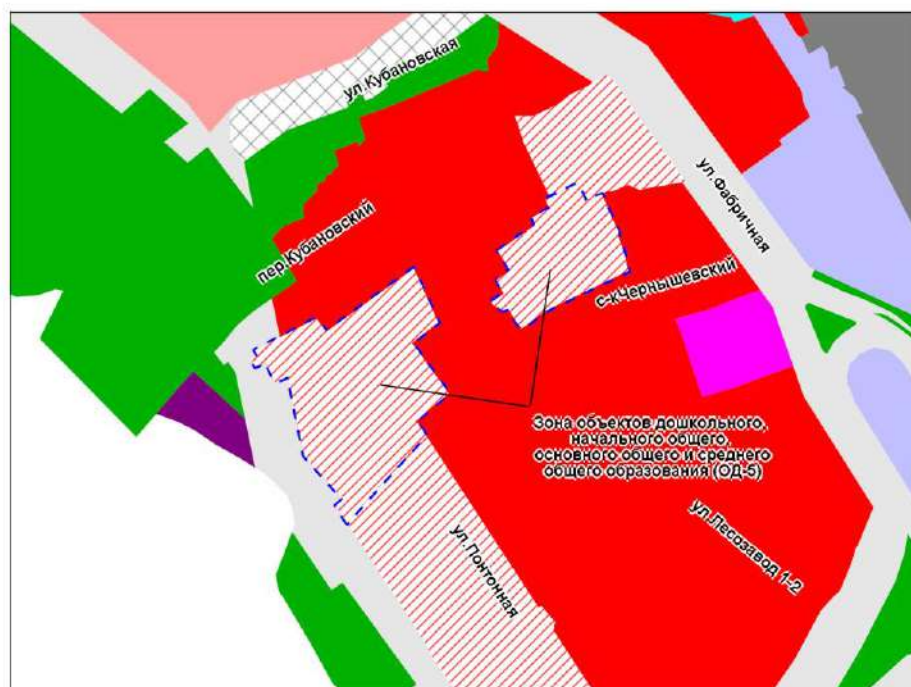 ул.Кубановская
ул.Фабричная
пер.Кубановский
с-кЧернышевский
Зона объектов дошкольного,
начального общего,
основного общего и среднего
общего образования (ОД-5)
ул.Лесозавод 1-2
ул.Понтонная